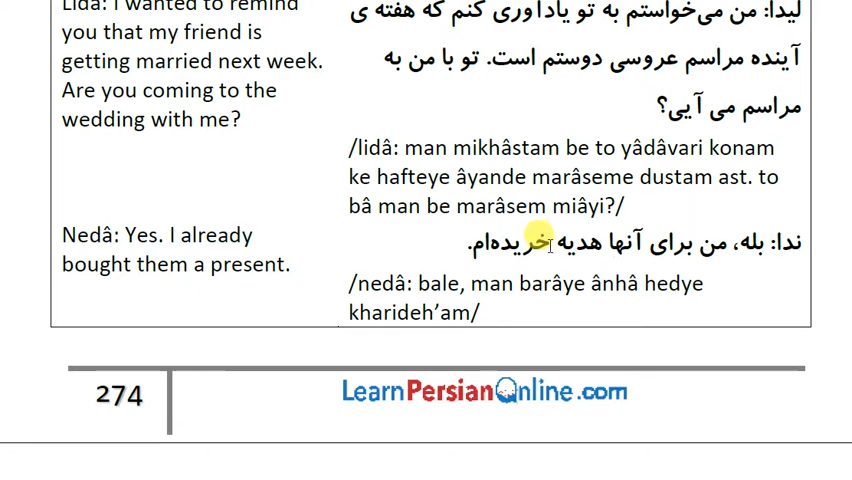 Lidâ: I wanted to remind
you that my friend is
getting married next week.
Are you coming to the
wedding with me?
لیدا: من می‌خواستم به تو یادآوری کنم که هفته ی
آینده مراسم عروسی دوستم است. تو با من به
مراسم می آیی؟
/lidâ: man mikhâstam be to yâdâvari konam
ke hafteye âyande marâseme dustam ast. to
bâ man be marâsem miâyi?/
Nedâ: Yes. I already
bought them a present.
ندا: بله، من برای آنها هدیه خریده‌ام.
/nedâ: bale, man barâye ânhâ hedye
kharideh’am/
274
LearnPersianOnline.com